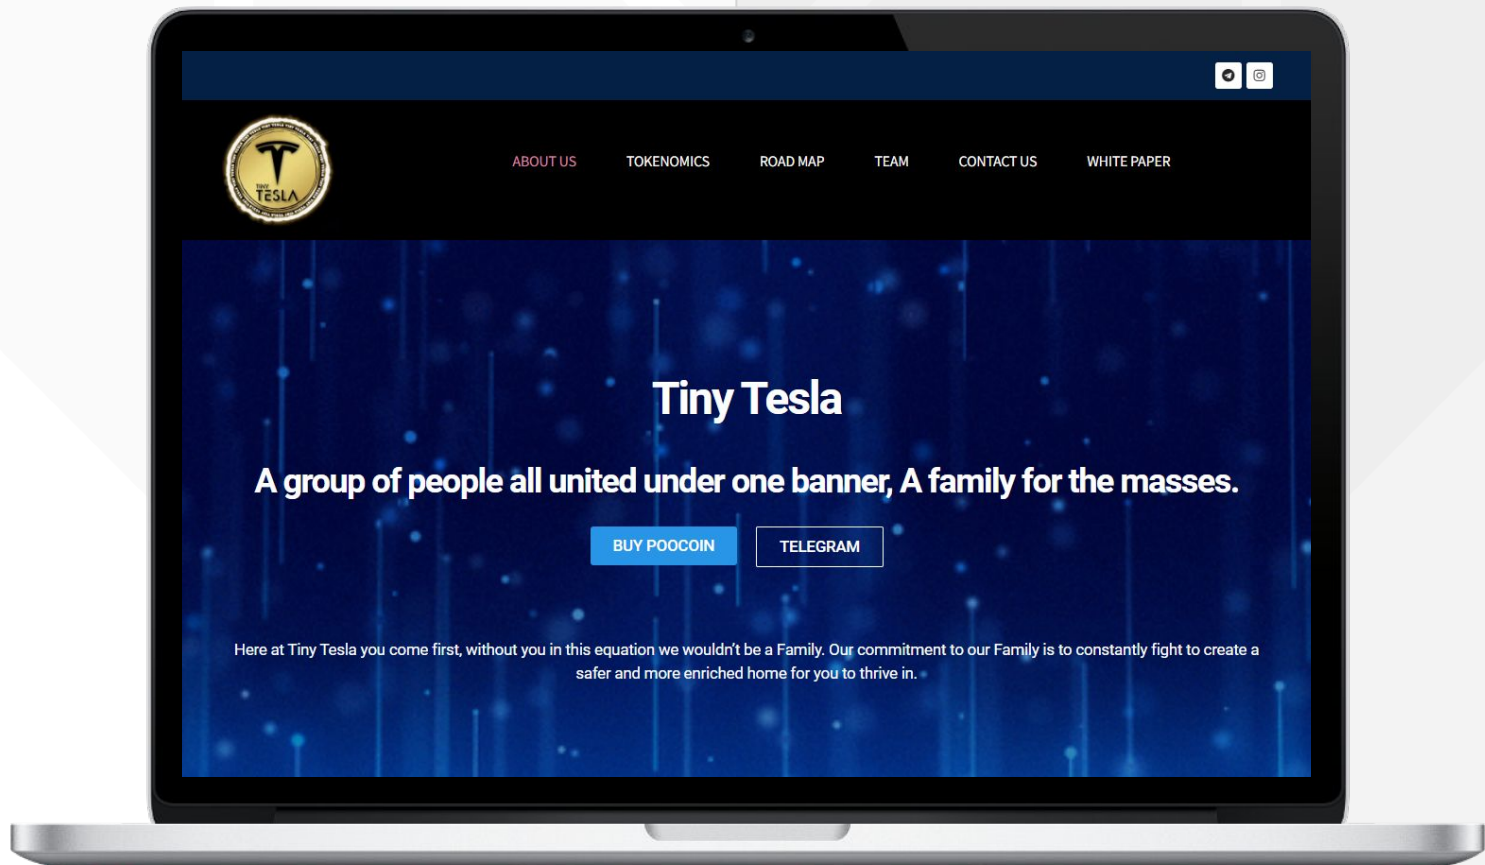 TINY
TESLA
ABOUT US
TOKENOMICS
ROAD MAP
TEAM
CONTACT US
WHITE PAPER
Tiny Tesla
A group of people all united under one banner, A family for the masses.
BUY POOCOIN
TELEGRAM
Here at Tiny Tesla you come first, without you in this equation we wouldn't be a Family. Our commitment to our Family is to constantly fight to create a
safer and more enriched home for you to thrive in.